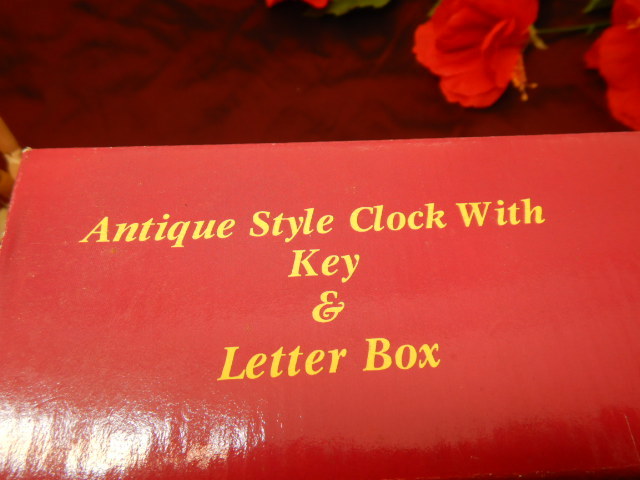 Antique Style Clock With
Key
&
Letter Box